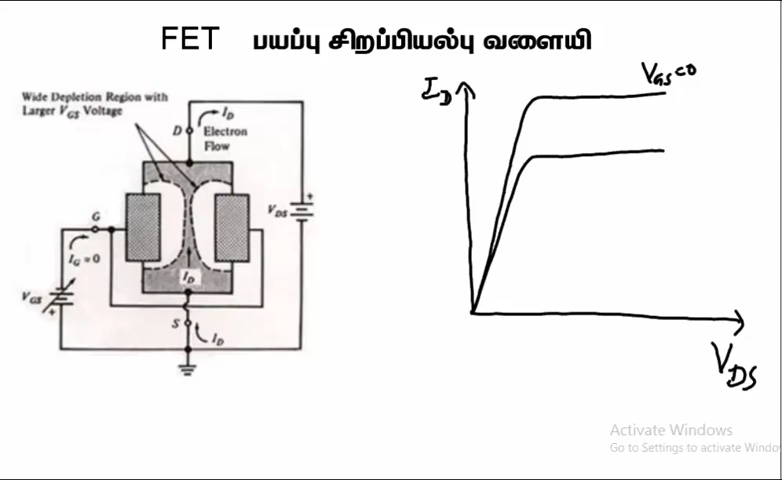 FET பயப்பு சிறப்பியல்பு வளையி
Wide Depletion Region with
Larger VGS Voltage
ID
D
Electron
Flow
VDS
G
IG = 0
ID
VGS
S
ID
ID
VGS=0
VDS
Activate Windows
Go to Settings to activate Windo